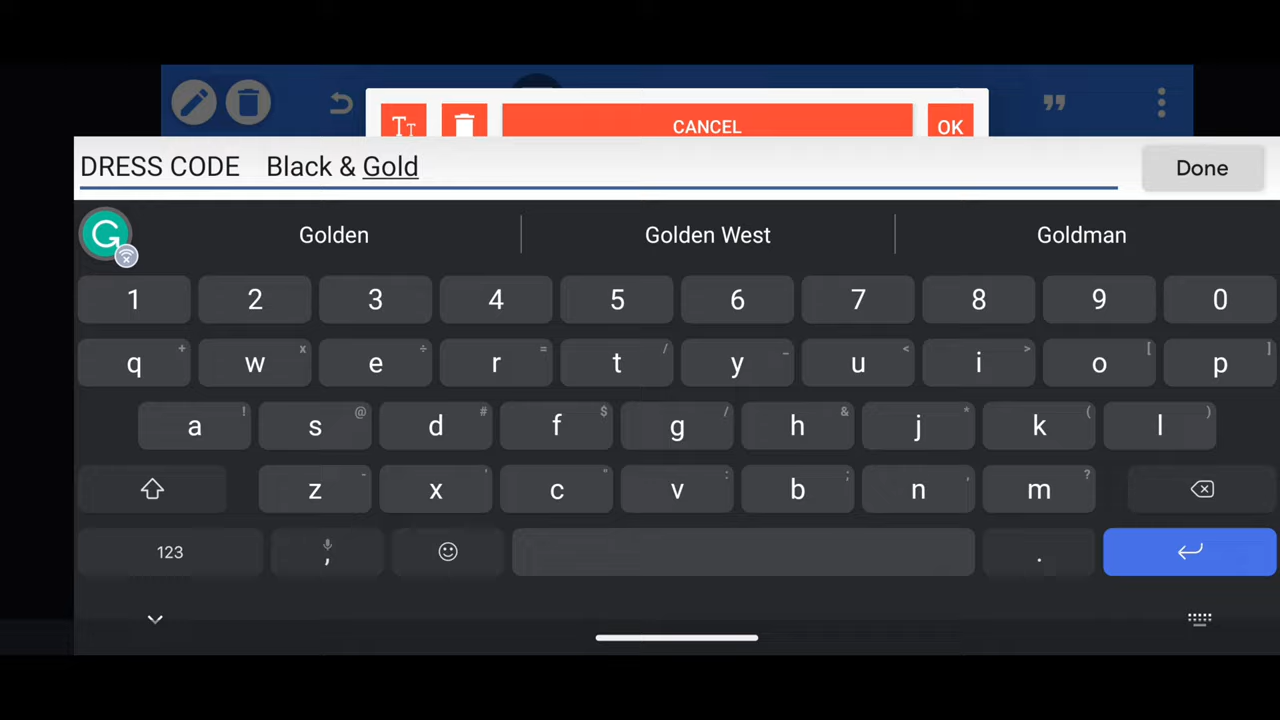 CANCEL
OK
DRESS CODE Black & Gold
Done
Golden
Golden West
Goldman
1 2 3 4 5 6 7 8 9 0
q + w x e ÷ r = t / y _ u < i > o [ p ]
a ! s @ d # f $ g / h & j * k ( l )
z - x ' c " v : b ; n , m ?
123 , .